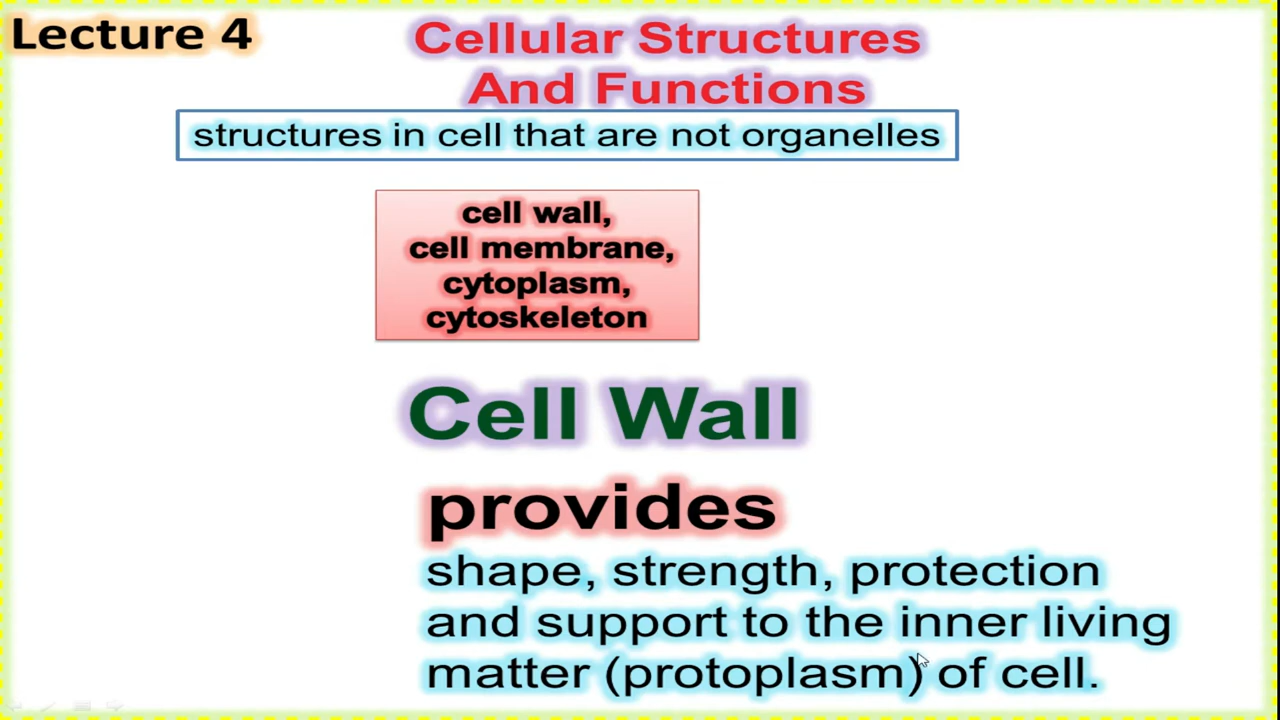 Lecture 4
Cellular Structures
And Functions
structures in cell that are not organelles
cell wall,
cell membrane,
cytoplasm,
cytoskeleton
Cell Wall
provides
shape, strength, protection
and support to the inner living
matter (protoplasm) of cell.